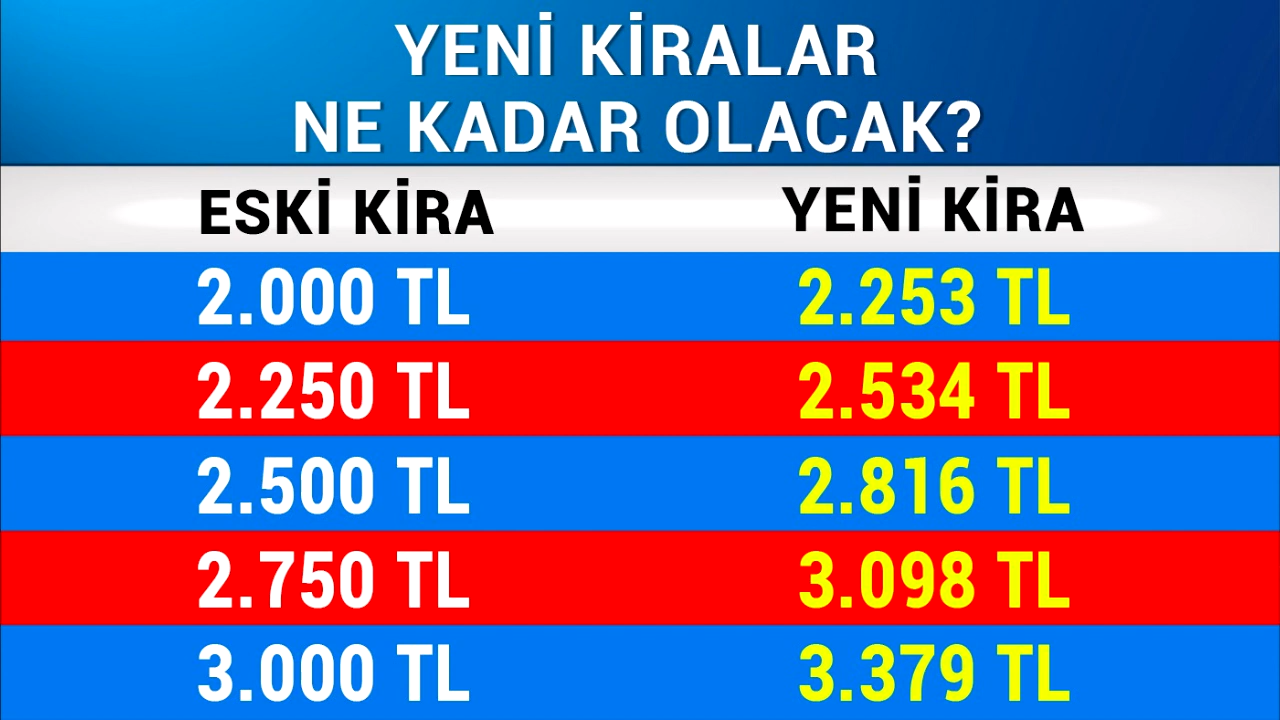 YENİ KİRALAR
NE KADAR OLACAK?
ESKİ KİRA YENİ KİRA
2.000 TL 2.253 TL
2.250 TL 2.534 TL
2.500 TL 2.816 TL
2.750 TL 3.098 TL
3.000 TL 3.379 TL